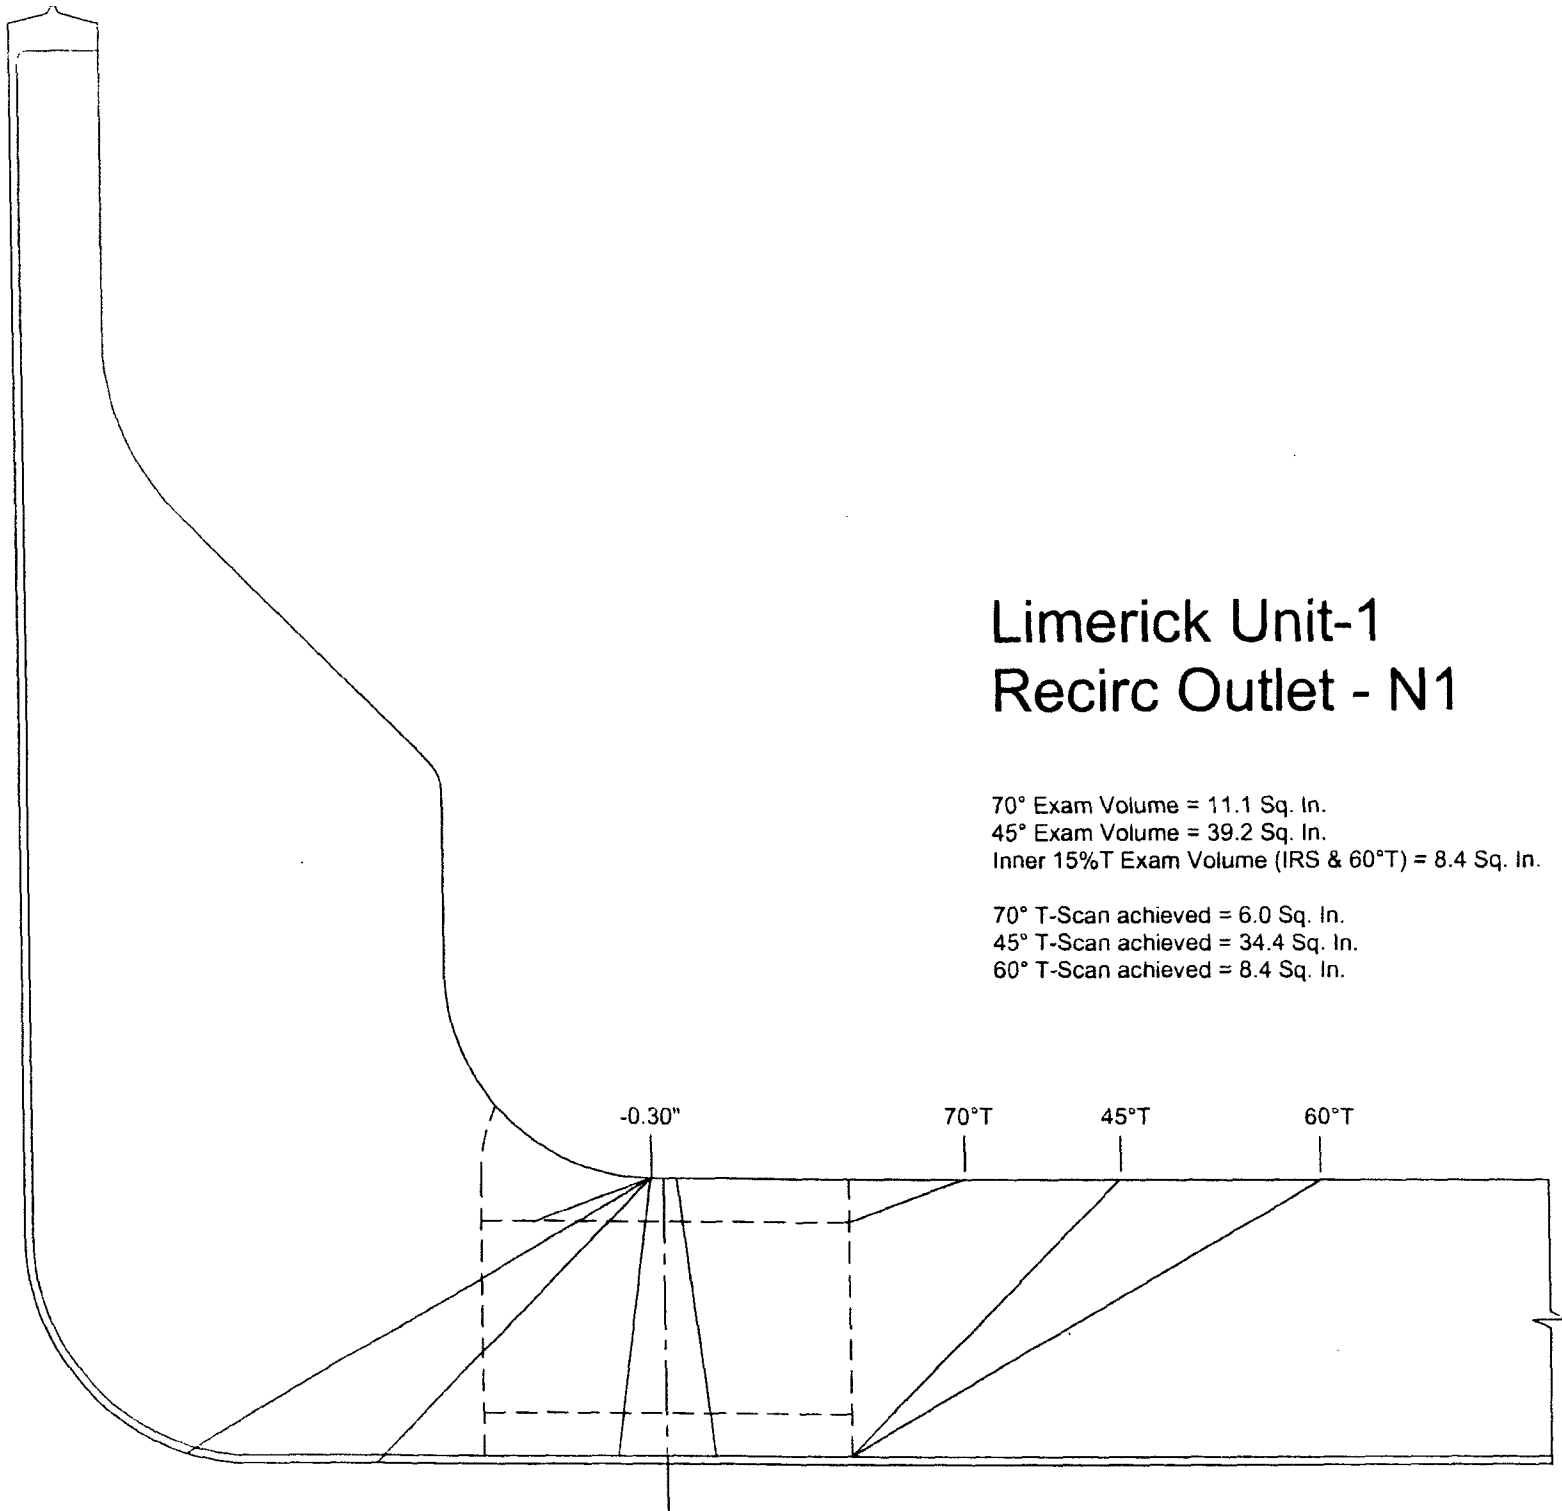 Limerick Unit-1
Recirc Outlet - N1
70° Exam Volume = 11.1 Sq. In.
45° Exam Volume = 39.2 Sq. In.
Inner 15%T Exam Volume (IRS & 60°T) = 8.4 Sq. In.
70° T-Scan achieved = 6.0 Sq. In.
45° T-Scan achieved = 34.4 Sq. In.
60° T-Scan achieved = 8.4 Sq. In.
-0.30" 70°T 45°T 60°T